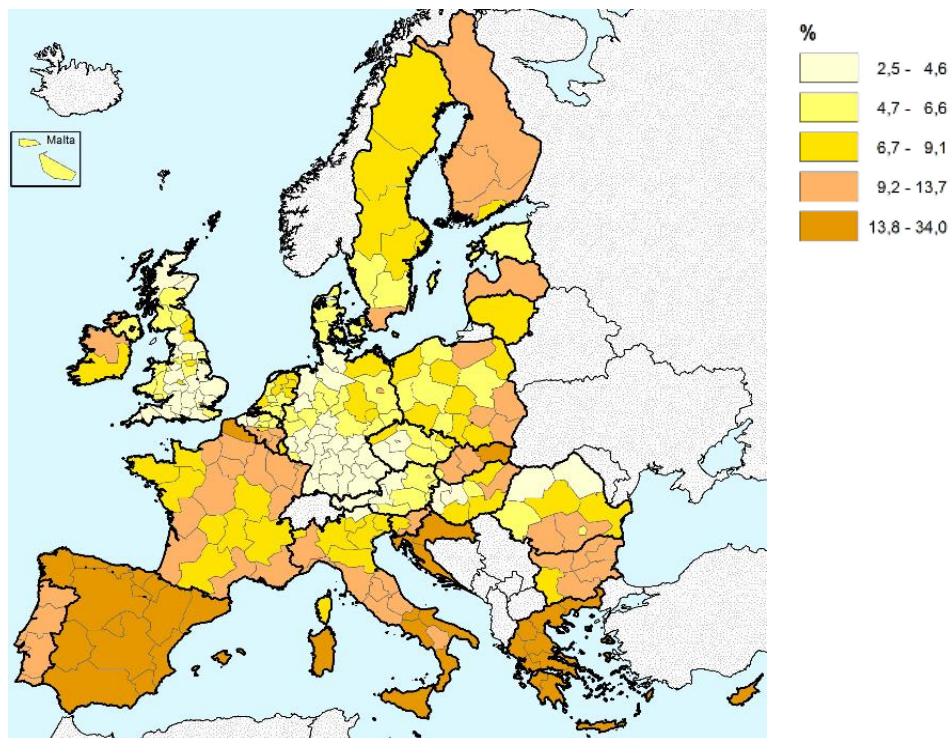 %
2,5 - 4,6
4,7 - 6,6
6,7 - 9,1
9,2 - 13,7
13,8 - 34,0
Malta